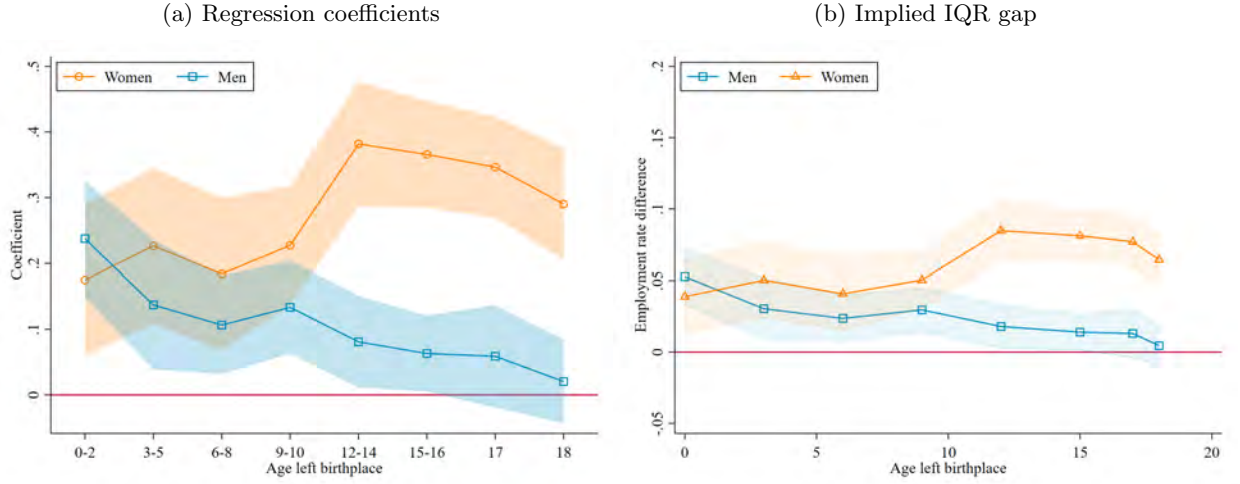 (a) Regression coefficients
Women
Men
Coefficient
.5
.4
.3
.2
.1
0
0-2
3-5
6-8
9-10
12-14
15-16
17
18
Age left birthplace
(b) Implied IQR gap
Men
Women
Employment rate difference
.2
.15
.1
.05
0
-.05
0
5
10
15
20
Age left birthplace